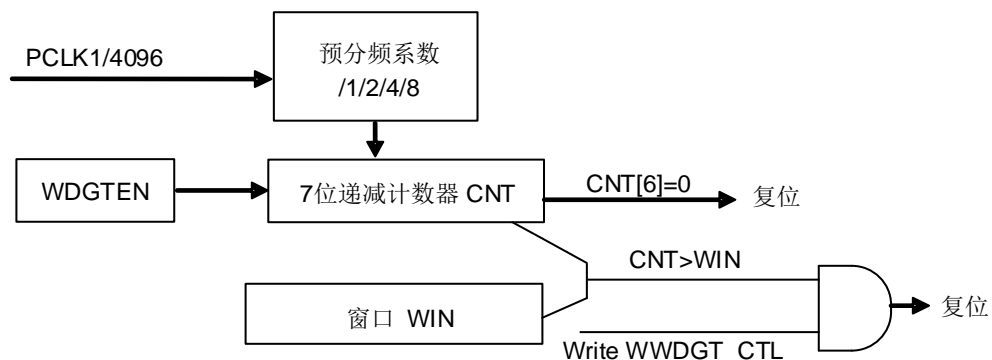 PCLK1/4096
预分频系数
/1/2/4/8
WDGTEN
7位递减计数器 CNT
CNT[6]=0
复位
CNT>WIN
窗口 WIN
复位
Write WWDGT_CTL